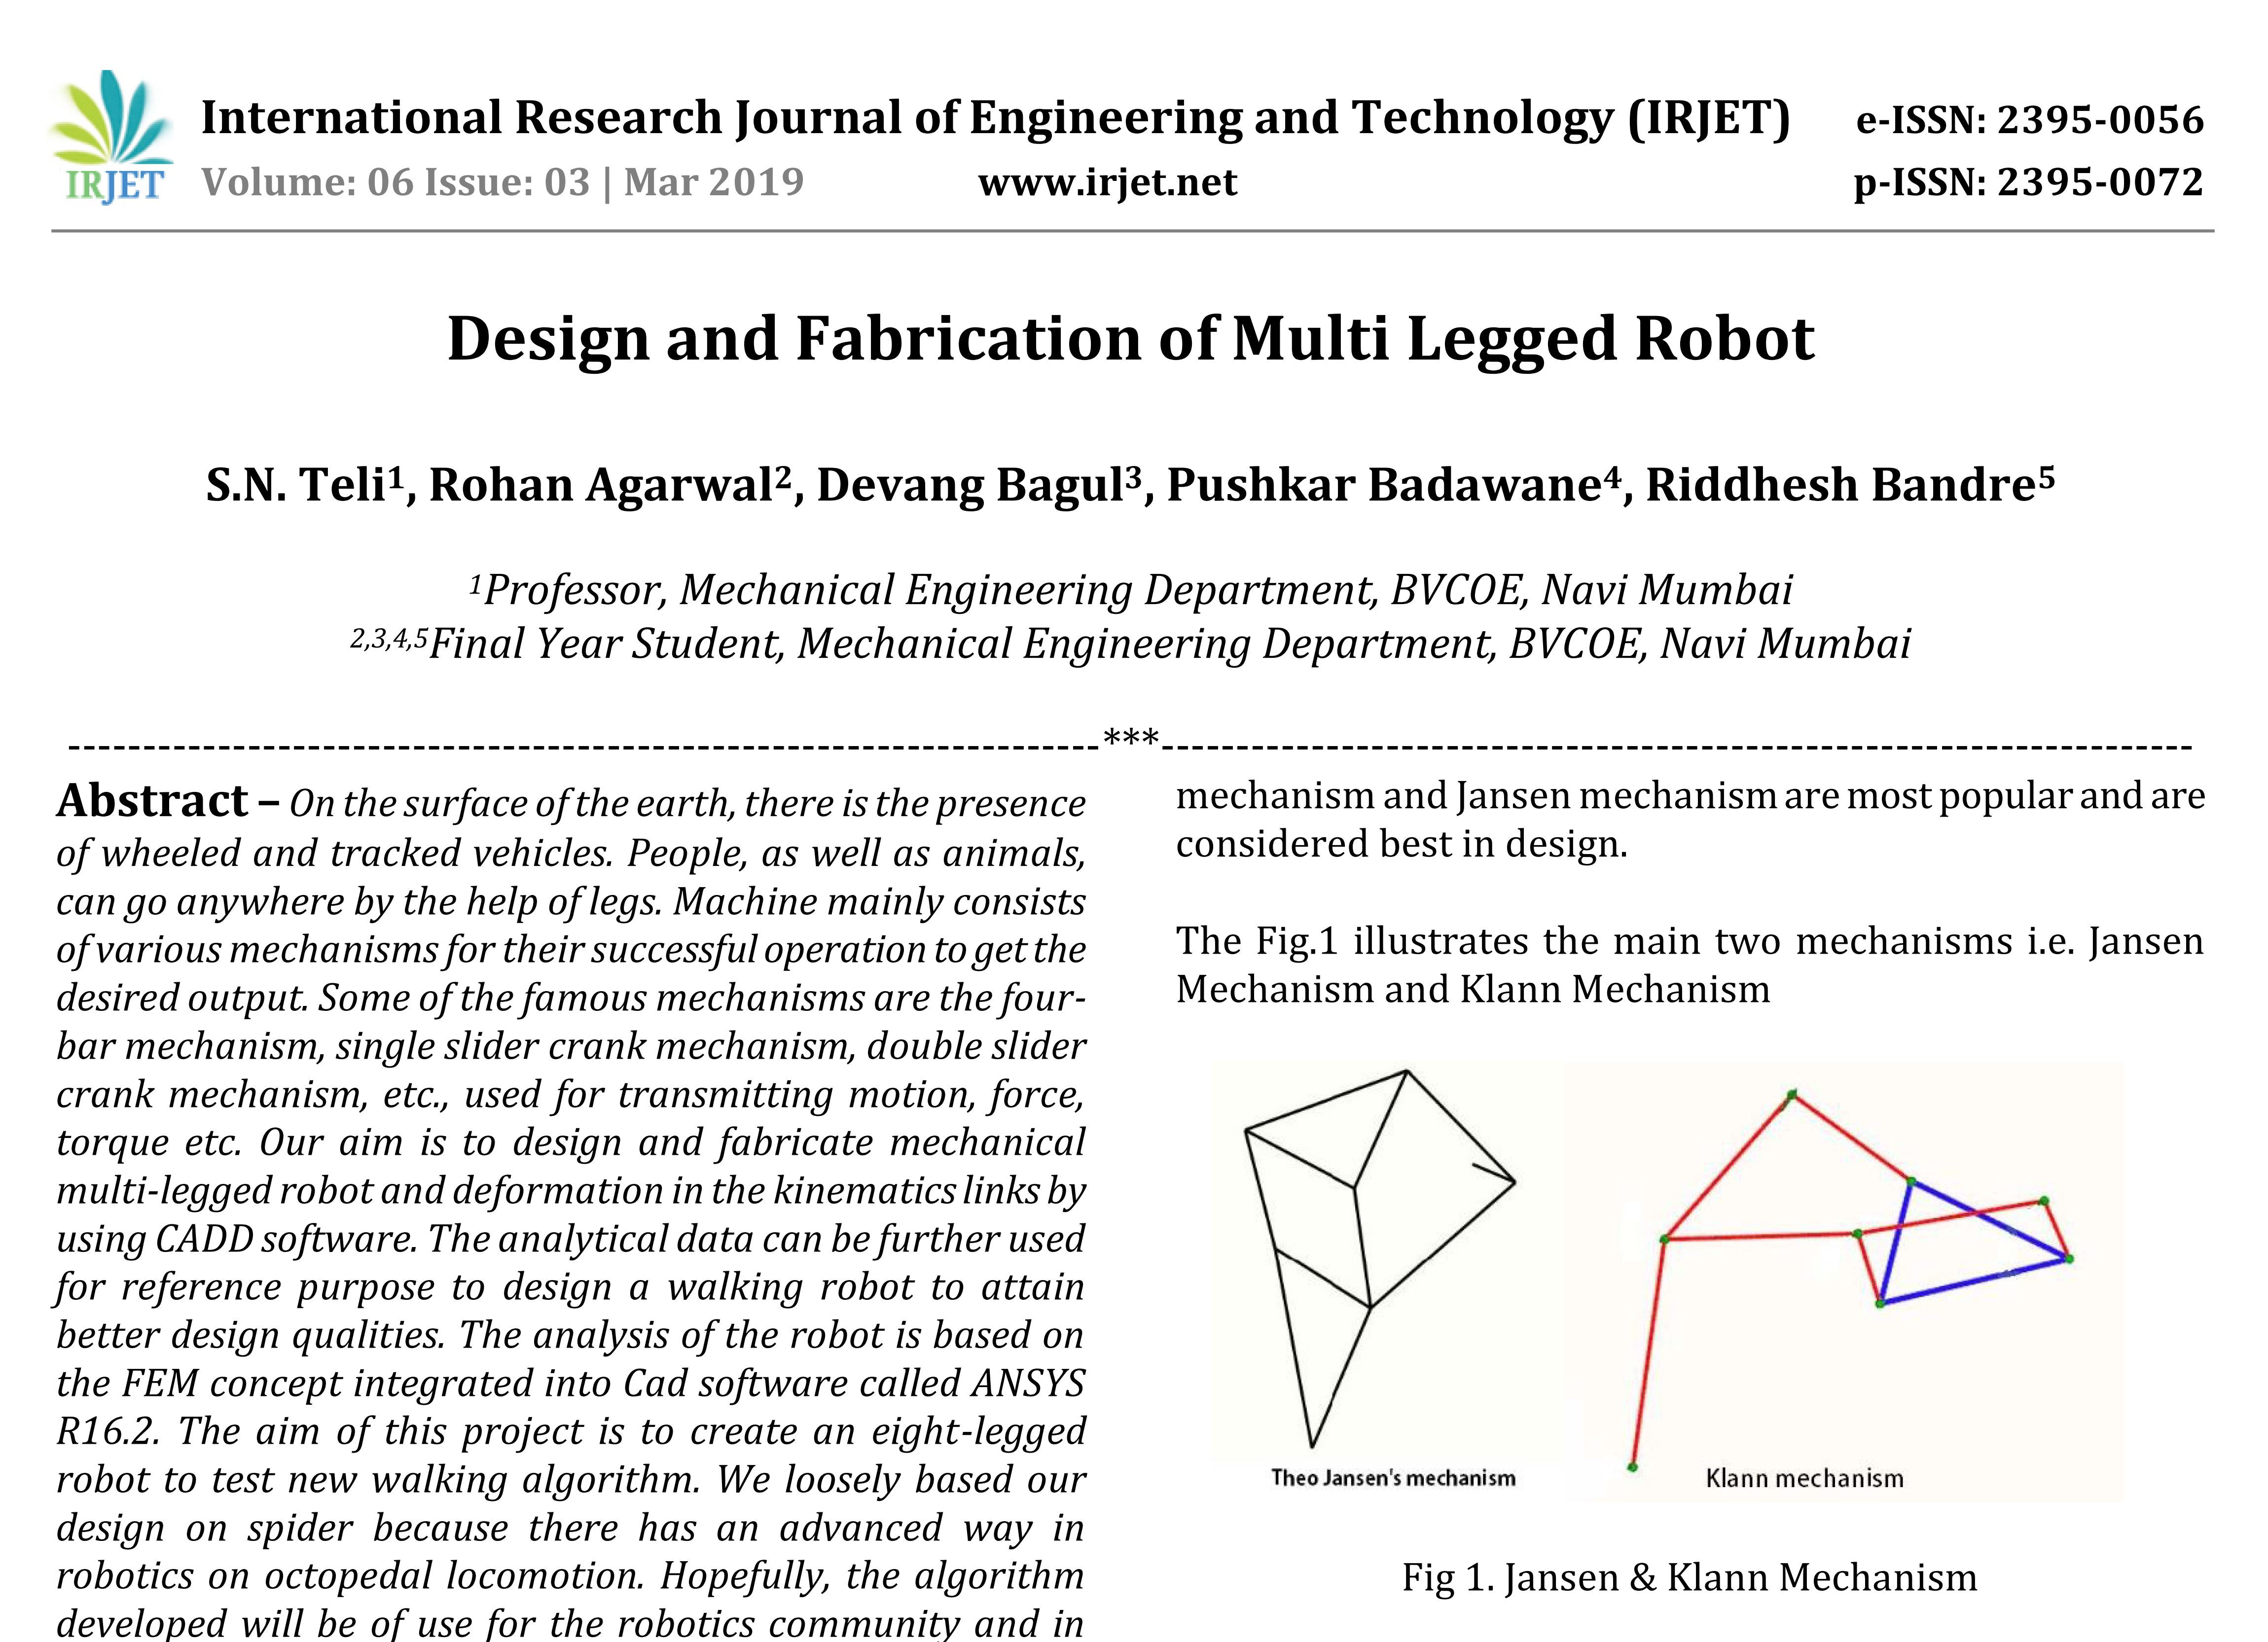 IRJET
International Research Journal of Engineering and Technology (IRJET)
e-ISSN: 2395-0056
Volume: 06 Issue: 03 | Mar 2019
www.irjet.net
p-ISSN: 2395-0072
Design and Fabrication of Multi Legged Robot
S.N. Teli1, Rohan Agarwal2, Devang Bagul3, Pushkar Badawane4, Riddhesh Bandre5
1Professor, Mechanical Engineering Department, BVCOE, Navi Mumbai
2,3,4,5Final Year Student, Mechanical Engineering Department, BVCOE, Navi Mumbai
---------------------------------------------------------------------***---------------------------------------------------------------------
Abstract – On the surface of the earth, there is the presence
of wheeled and tracked vehicles. People, as well as animals,
can go anywhere by the help of legs. Machine mainly consists
of various mechanisms for their successful operation to get the
desired output. Some of the famous mechanisms are the four-
bar mechanism, single slider crank mechanism, double slider
crank mechanism, etc., used for transmitting motion, force,
torque etc. Our aim is to design and fabricate mechanical
multi-legged robot and deformation in the kinematics links by
using CADD software. The analytical data can be further used
for reference purpose to design a walking robot to attain
better design qualities. The analysis of the robot is based on
the FEM concept integrated into Cad software called ANSYS
R16.2. The aim of this project is to create an eight-legged
robot to test new walking algorithm. We loosely based our
design on spider because there has an advanced way in
robotics on octopedal locomotion. Hopefully, the algorithm
developed will be of use for the robotics community and in
mechanism and Jansen mechanism are most popular and are
considered best in design.
The Fig.1 illustrates the main two mechanisms i.e. Jansen
Mechanism and Klann Mechanism
Theo Jansen's mechanism
Klann mechanism
Fig 1. Jansen & Klann Mechanism